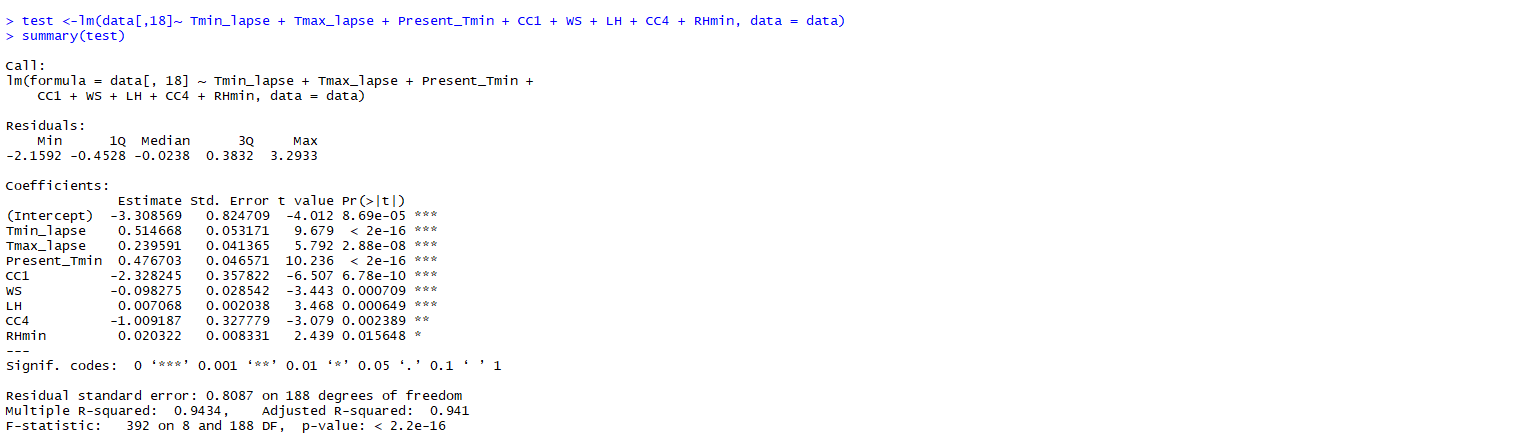 > test <-lm(data[,18]~ Tmin_lapse + Tmax_lapse + Present_Tmin + CC1 + WS + LH + CC4 + RHmin, data = data)
> summary(test)

Call:
lm(formula = data[, 18] ~ Tmin_lapse + Tmax_lapse + Present_Tmin +
    CC1 + WS + LH + CC4 + RHmin, data = data)

Residuals:
    Min      1Q  Median      3Q     Max
-2.1592 -0.4528 -0.0238  0.3832  3.2933

Coefficients:
              Estimate Std. Error t value Pr(>|t|)
(Intercept)  -3.308569   0.824709  -4.012 8.69e-05 ***
Tmin_lapse    0.514668   0.053171   9.679  < 2e-16 ***
Tmax_lapse    0.239591   0.041365   5.792 2.88e-08 ***
Present_Tmin  0.476703   0.046571  10.236  < 2e-16 ***
CC1          -2.328245   0.357822  -6.507 6.78e-10 ***
WS           -0.098275   0.028542  -3.443 0.000709 ***
LH            0.007068   0.002038   3.468 0.000649 ***
CC4          -1.009187   0.327779  -3.079 0.002389 **
RHmin         0.020322   0.008331   2.439 0.015648 *
---
Signif. codes:  0 ‘***’ 0.001 ‘**’ 0.01 ‘*’ 0.05 ‘.’ 0.1 ‘ ’ 1

Residual standard error: 0.8087 on 188 degrees of freedom
Multiple R-squared:  0.9434,    Adjusted R-squared:  0.941
F-statistic:   392 on 8 and 188 DF,  p-value: < 2.2e-16